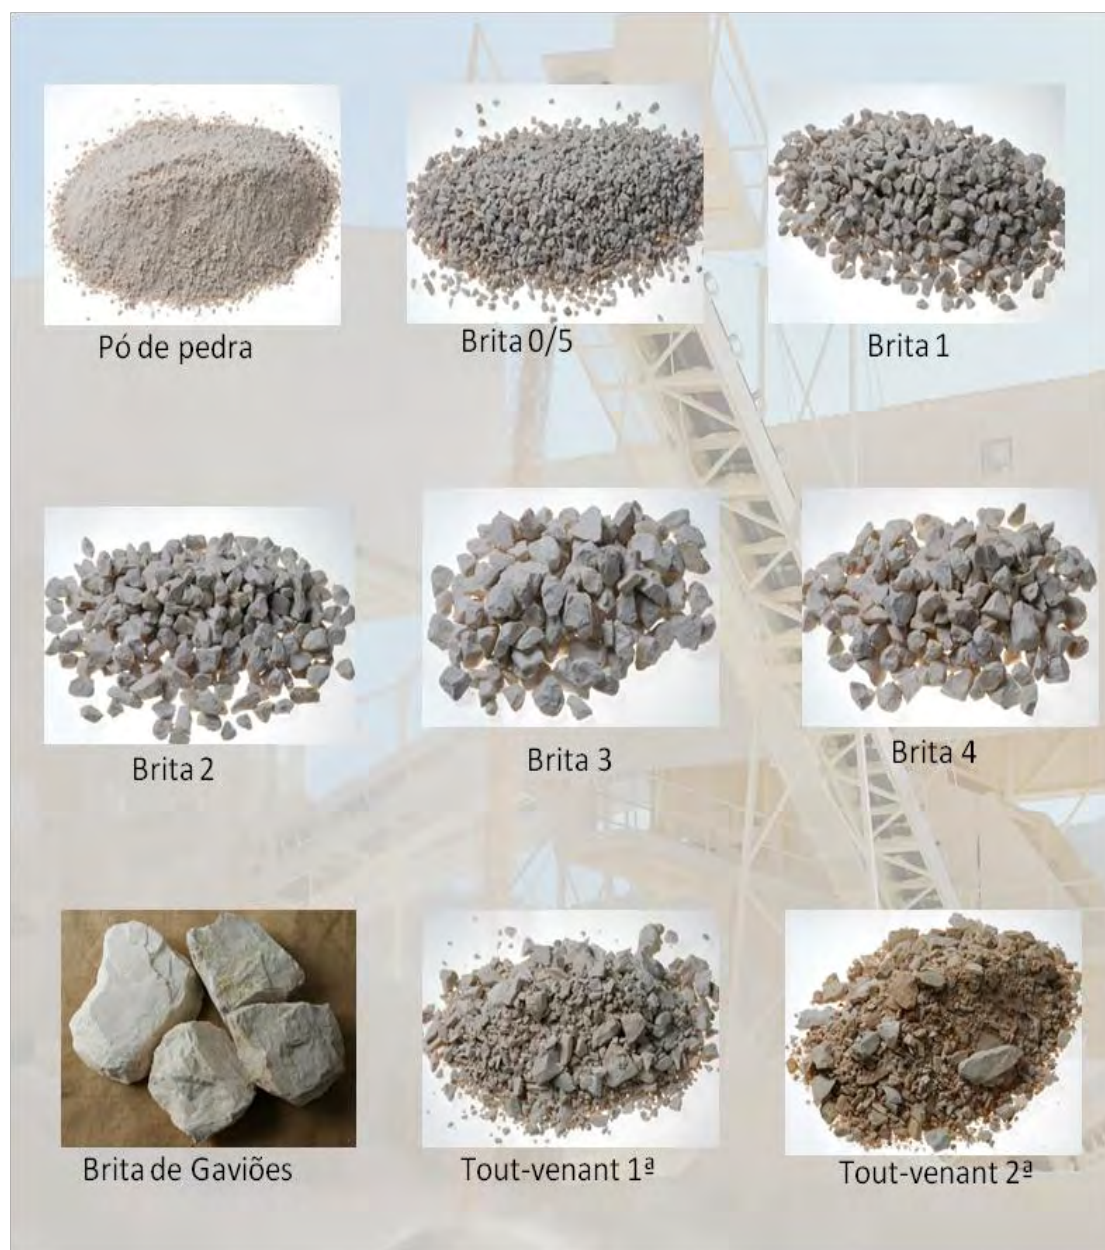 Pó de pedra
Brita 0/5
Brita 1
Brita 2
Brita 3
Brita 4
Brita de Gaviões
Tout-venant 1ª
Tout-venant 2ª